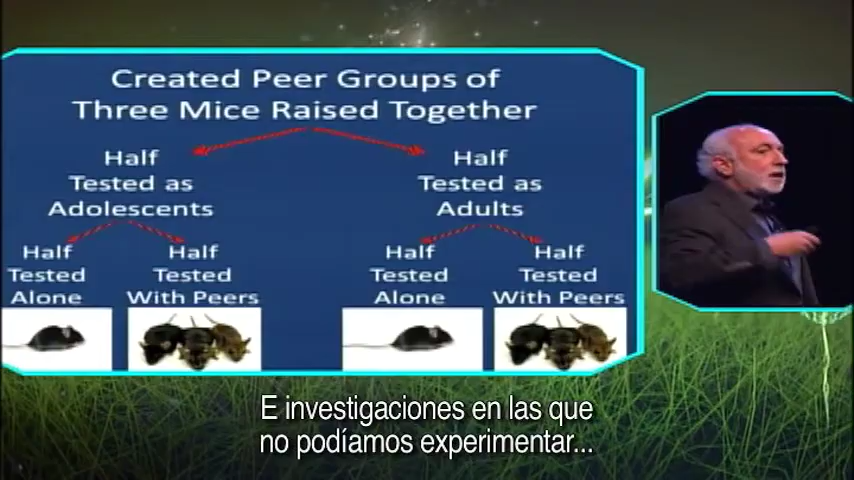 Created Peer Groups of
Three Mice Raised Together
Half
Tested as
Adolescents
Half
Tested as
Adults
Half
Tested
Alone
Half
Tested
With Peers
Half
Tested
Alone
Half
Tested
With Peers
E investigaciones en las que
no podíamos experimentar...